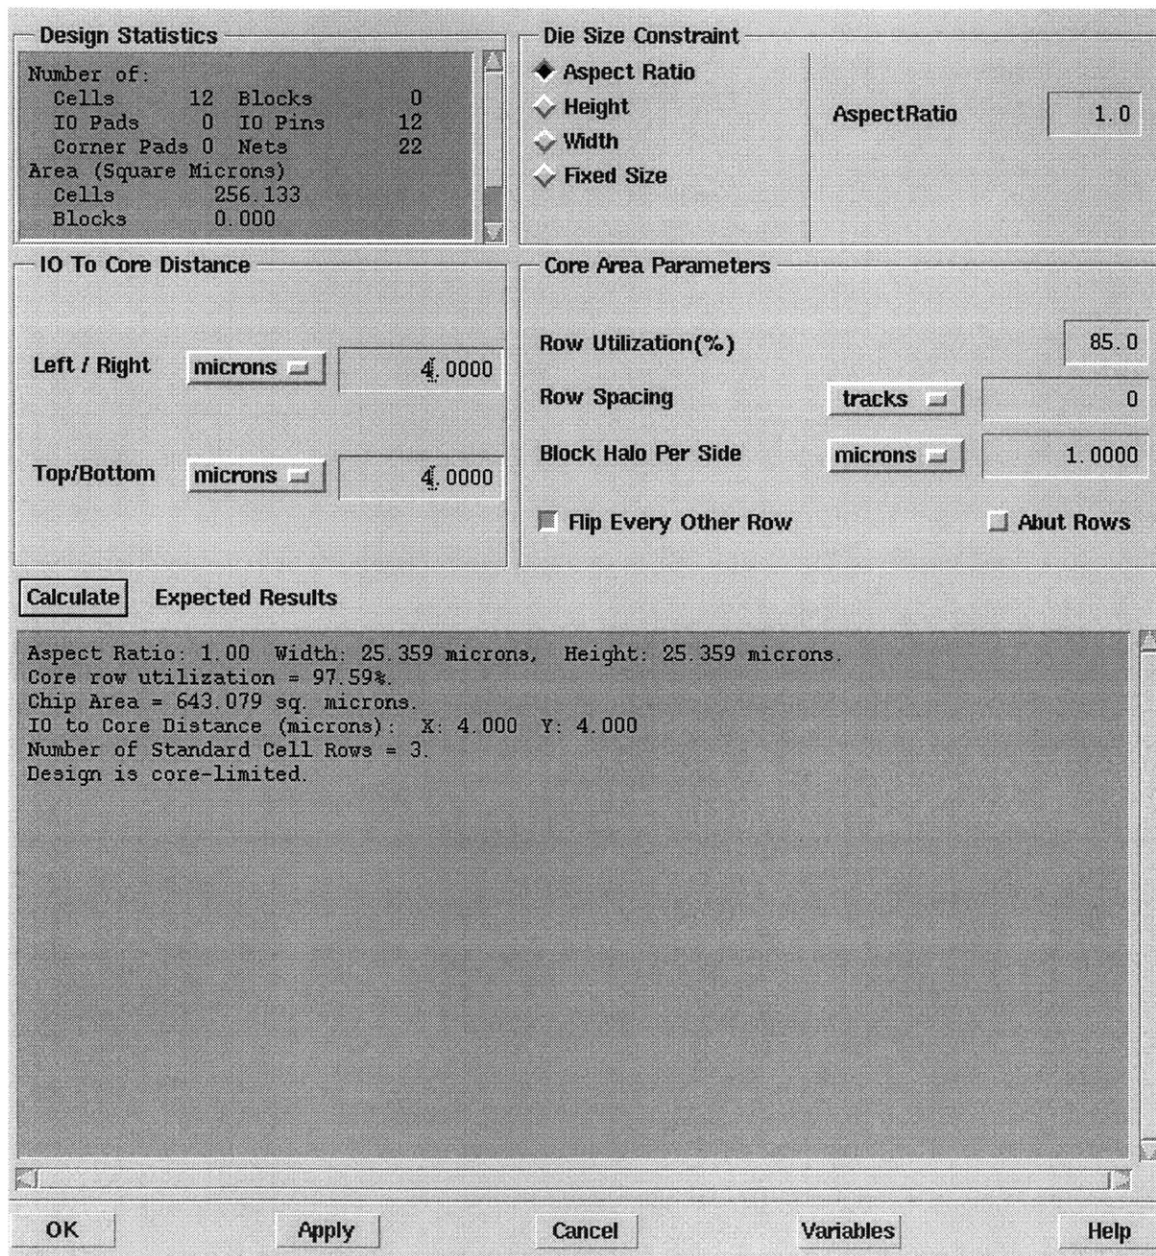 Design Statistics
Number of:
Cells 12 Blocks 0
IO Pads 0 IO Pins 12
Corner Pads 0 Nets 22
Area (Square Microns)
Cells 256.133
Blocks 0.000
Die Size Constraint
Aspect Ratio
Height
Width
Fixed Size
AspectRatio 1.0
IO To Core Distance
Left / Right microns 4.0000
Top/Bottom microns 4.0000
Core Area Parameters
Row Utilization(%) 85.0
Row Spacing tracks 0
Block Halo Per Side microns 1.0000
Flip Every Other Row Abut Rows
Calculate Expected Results
Aspect Ratio: 1.00 Width: 25.359 microns, Height: 25.359 microns.
Core row utilization = 97.59%.
Chip Area = 643.079 sq. microns.
IO to Core Distance (microns): X: 4.000 Y: 4.000
Number of Standard Cell Rows = 3.
Design is core-limited.
OK Apply Cancel Variables Help